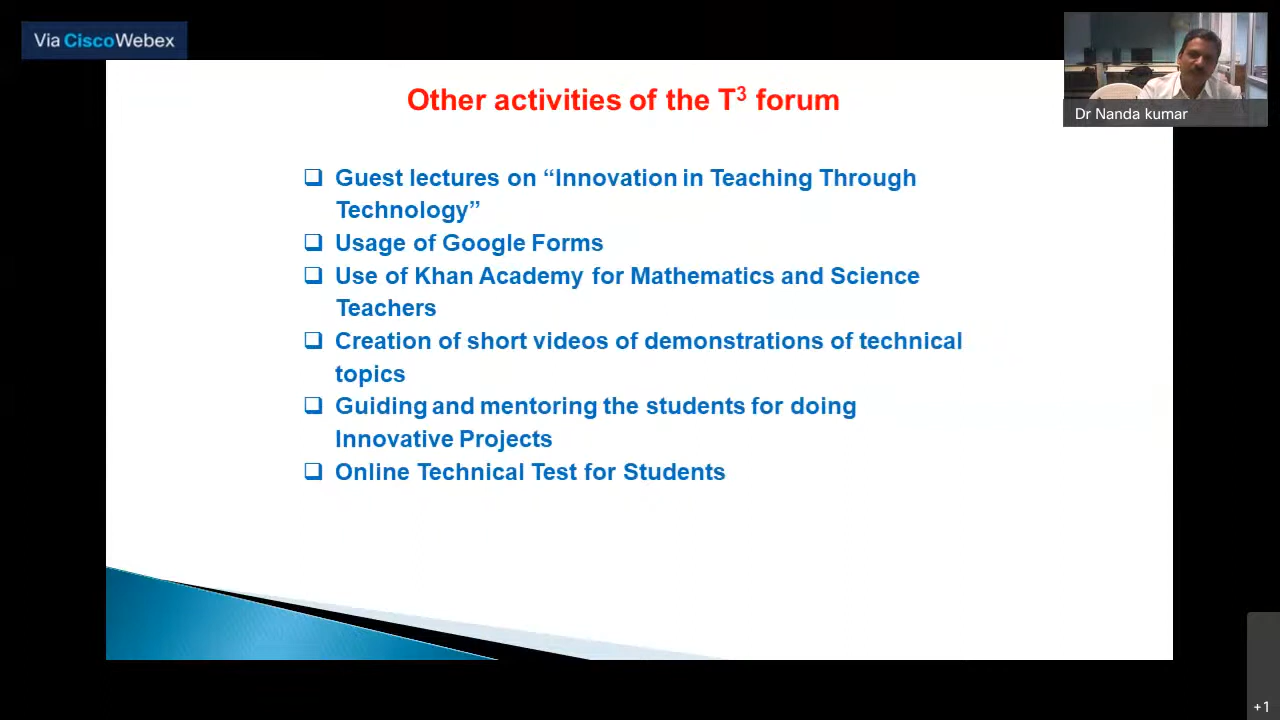 Via CiscoWebex
Other activities of the T³ forum
Dr Nanda kumar
❑ Guest lectures on “Innovation in Teaching Through
Technology”
❑ Usage of Google Forms
❑ Use of Khan Academy for Mathematics and Science
Teachers
❑ Creation of short videos of demonstrations of technical
topics
❑ Guiding and mentoring the students for doing
Innovative Projects
❑ Online Technical Test for Students
+1